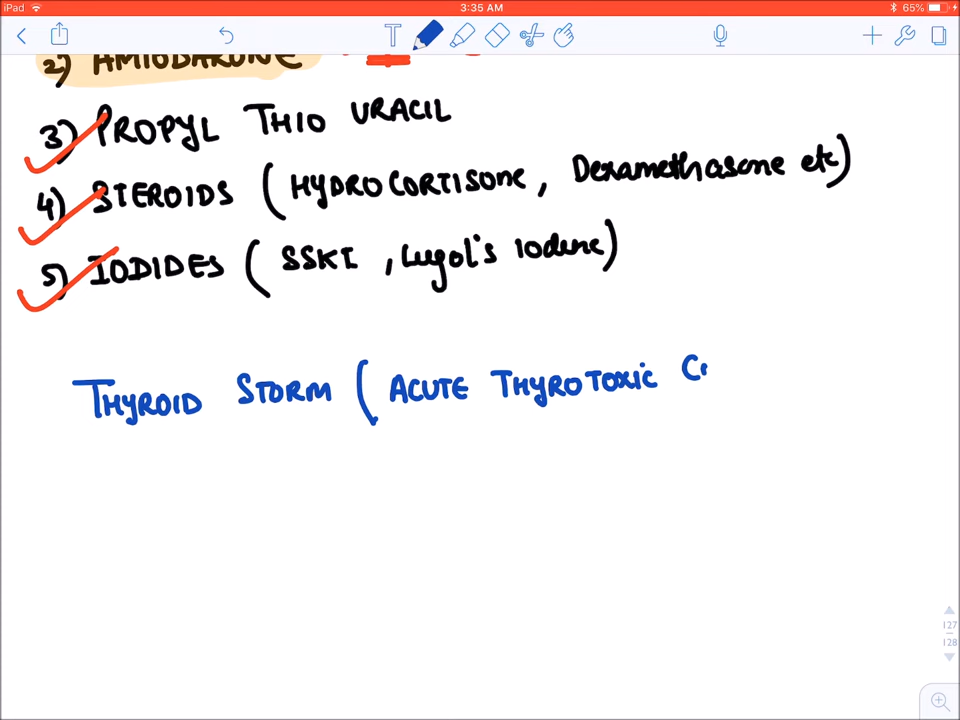 iPad 3:35 AM 65%
T
2) AMIODARONE
3) PROPYL THIO URACIL
4) STEROIDS (HYDROCORTISONE, Dexamethasone etc)
5) IODIDES (SSKI, Lugol's Iodine)
THYROID STORM (ACUTE THYROTOXIC C
127
128